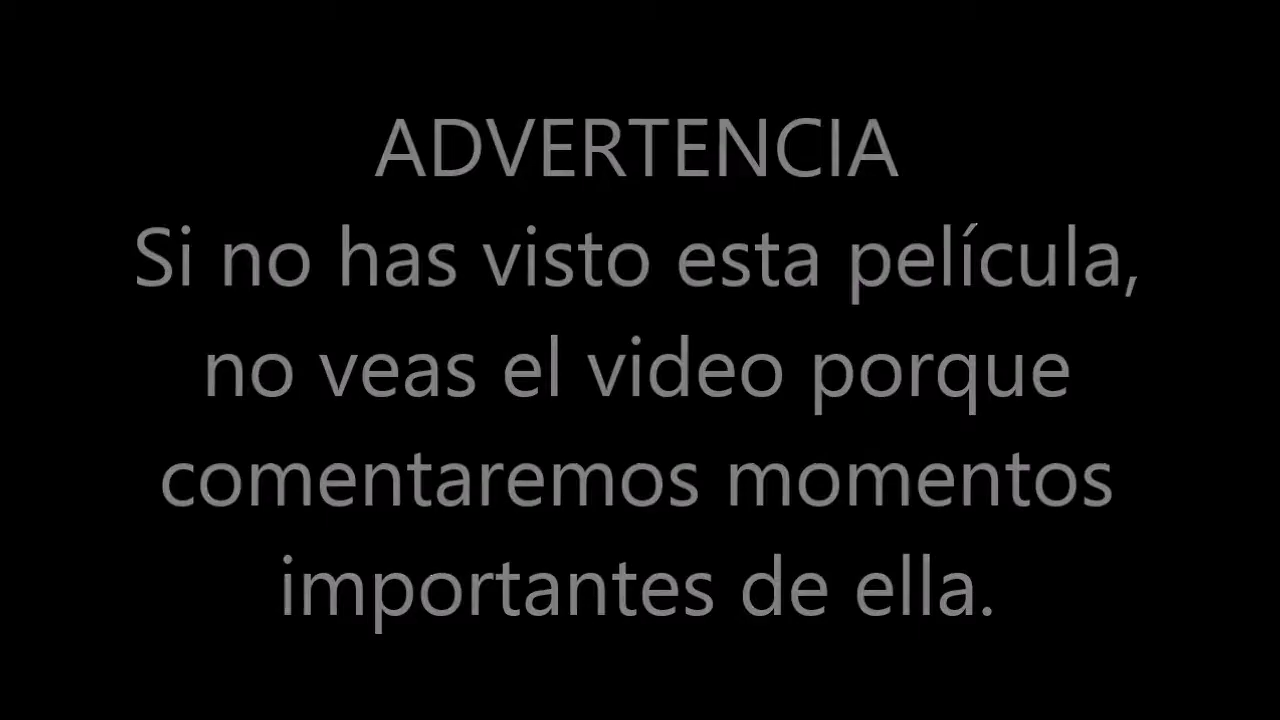 ADVERTENCIA
Si no has visto esta película,
no veas el video porque
comentaremos momentos
importantes de ella.